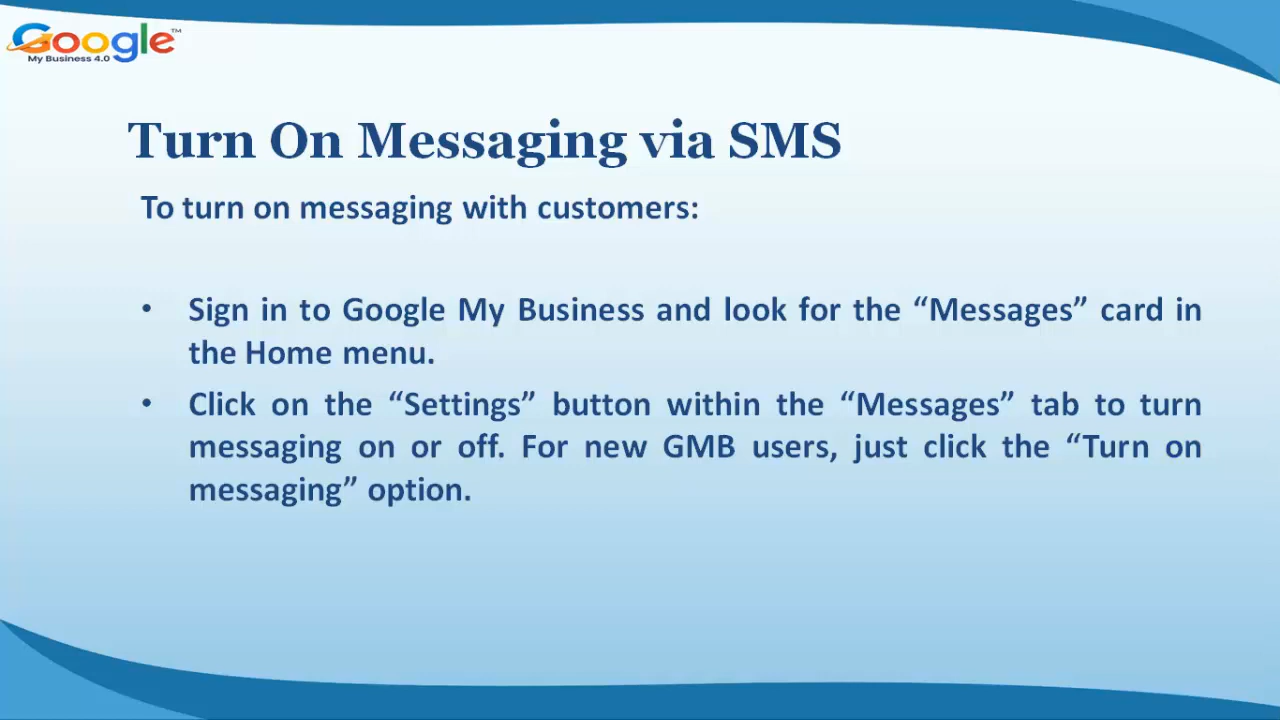 Google™
My Business 4.0
Turn On Messaging via SMS
To turn on messaging with customers:
• Sign in to Google My Business and look for the “Messages” card in
the Home menu.
• Click on the “Settings” button within the “Messages” tab to turn
messaging on or off. For new GMB users, just click the “Turn on
messaging” option.